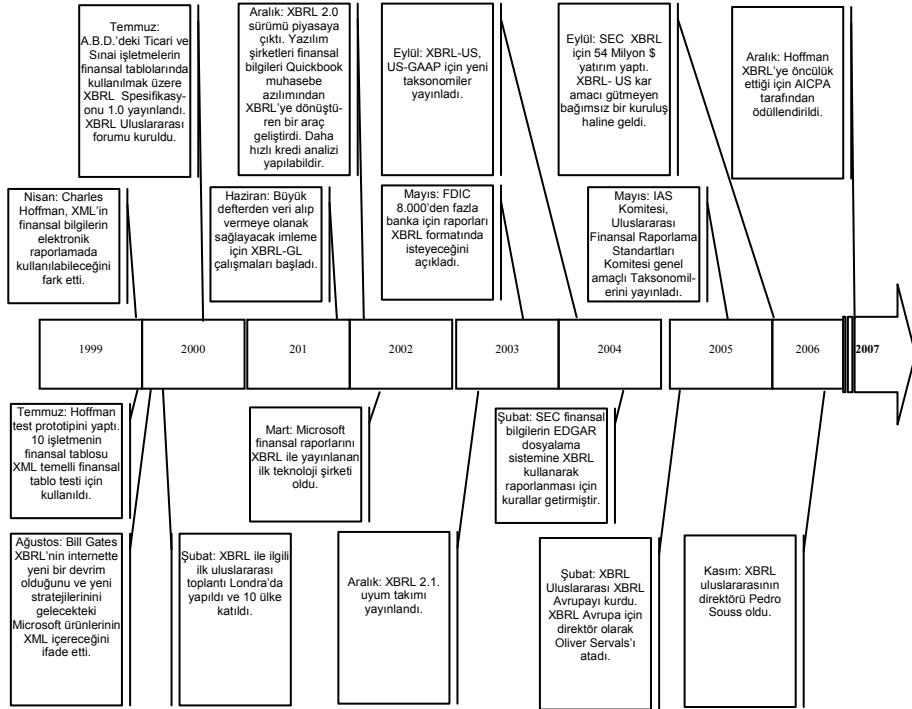 Temmuz:
A.B.D.'deki Ticari ve
Sınai işletmelerin
finansal tablolarında
kullanılmak üzere
XBRL Spesifikasy-
onu 1.0 yayınlandı.
XBRL Uluslararası
forumu kuruldu.
Aralık: XBRL 2.0
sürümü piyasaya
çıktı. Yazılım
şirketleri finansal
bilgileri Quickbook
muhasebe
azılımından
XBRL'ye dönüştü-
ren bir araç
geliştirdi. Daha
hızlı kredi analizi
yapılabildir.
Eylül: XBRL-US,
US-GAAP için yeni
taksonomiler
yayınladı.
Eylül: SEC XBRL
için 54 Milyon $
yatırım yaptı.
XBRL- US kar
amacı gütmeyen
bağımsız bir kuruluş
haline geldi.
Aralık: Hoffman
XBRL'ye öncülük
ettiği için AICPA
tarafından
ödüllendirildi.
Nisan: Charles
Hoffman, XML'in
finansal bilgilerin
elektronik
raporlamada
kullanılabileceğini
fark etti.
Haziran: Büyük
defterden veri alıp
vermeye olanak
sağlayacak imleme
için XBRL-GL
çalışmaları başladı.
Mayıs: FDIC
8.000'den fazla
banka için raporları
XBRL formatında
isteyeceğini
açıkladı.
Mayıs: IAS
Komitesi,
Uluslararası
Finansal Raporlama
Standartları
Komitesi genel
amaçlı Taksonomil-
erini yayınladı.
1999
2000
201
2002
2003
2004
2005
2006
2007
Temmuz: Hoffman
test prototipini yaptı.
10 işletmenin
finansal tablosu
XML temelli finansal
tablo testi için
kullanıldı.
Mart: Microsoft
finansal raporlarını
XBRL ile yayınlanan
ilk teknoloji şirketi
oldu.
Şubat: SEC finansal
bilgilerin EDGAR
dosyalama
sistemine XBRL
kullanarak
raporlanması için
kurallar getirmiştir.
Ağustos: Bill Gates
XBRL'nin internette
yeni bir devrim
olduğunu ve yeni
stratejilerinini
gelecekteki
Microsoft ürünlerinin
XML içereceğini
ifade etti.
Şubat: XBRL ile ilgili
ilk uluslararası
toplantı Londra'da
yapıldı ve 10 ülke
katıldı.
Aralık: XBRL 2.1.
uyum takımı
yayınlandı.
Şubat: XBRL
Uluslararası XBRL
Avrupayı kurdu.
XBRL Avrupa için
direktör olarak
Oliver Servals'ı
atadı.
Kasım: XBRL
uluslararasının
direktörü Pedro
Souss oldu.